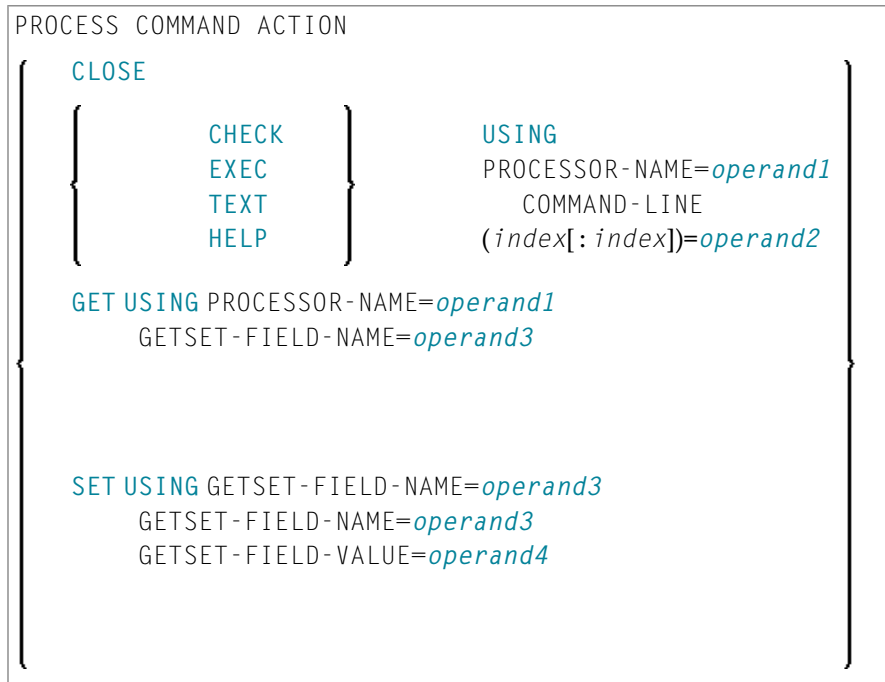 PROCESS COMMAND ACTION
CLOSE
CHECK USING
EXEC PROCESSOR-NAME=operand1
TEXT COMMAND-LINE
HELP (index[:index])=operand2
GET USING PROCESSOR-NAME=operand1
GETSET-FIELD-NAME=operand3
SET USING GETSET-FIELD-NAME=operand3
GETSET-FIELD-NAME=operand3
GETSET-FIELD-VALUE=operand4